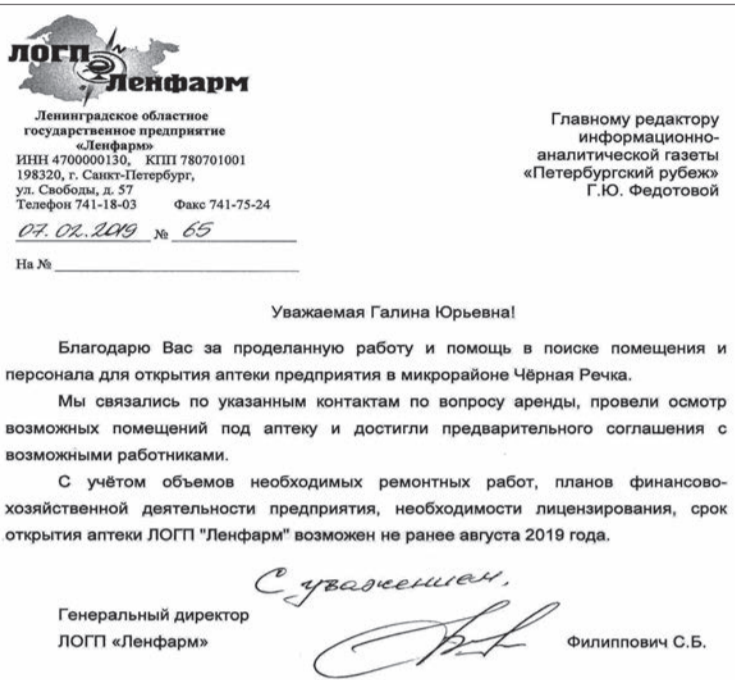 ЛОГП
Ленфарм
Ленинградское областное
государственное предприятие
«Ленфарм»
ИНН 4700000130, КПП 780701001
198320, г. Санкт-Петербург,
ул. Свободы, д. 57
Телефон 741-18-03 Факс 741-75-24
07.02.2019 № 65
На №
Главному редактору
информационно-
аналитической газеты
«Петербургский рубеж»
Г.Ю. Федотовой
Уважаемая Галина Юрьевна!
Благодарю Вас за проделанную работу и помощь в поиске помещения и
персонала для открытия аптеки предприятия в микрорайоне Чёрная Речка.
Мы связались по указанным контактам по вопросу аренды, провели осмотр
возможных помещений под аптеку и достигли предварительного соглашения с
возможными работниками.
С учётом объемов необходимых ремонтных работ, планов финансово-
хозяйственной деятельности предприятия, необходимости лицензирования, срок
открытия аптеки ЛОГП "Ленфарм" возможен не ранее августа 2019 года.
С уважением,
Генеральный директор
ЛОГП «Ленфарм»
Филиппович С.Б.